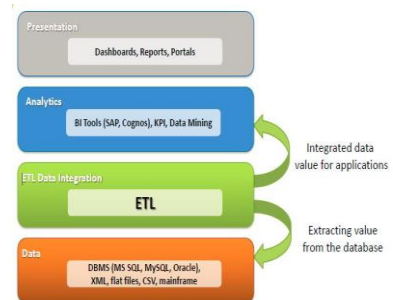 Presentation
Dashboards, Reports, Portals
Analytics
BI Tools (SAP, Cognos), KPI, Data Mining
Integrated data
value for applications
ETL Data Integration
ETL
Extracting value
from the database
Data
DBMS (MS SQL, MySQL, Oracle),
XML, flat files, CSV, mainframe